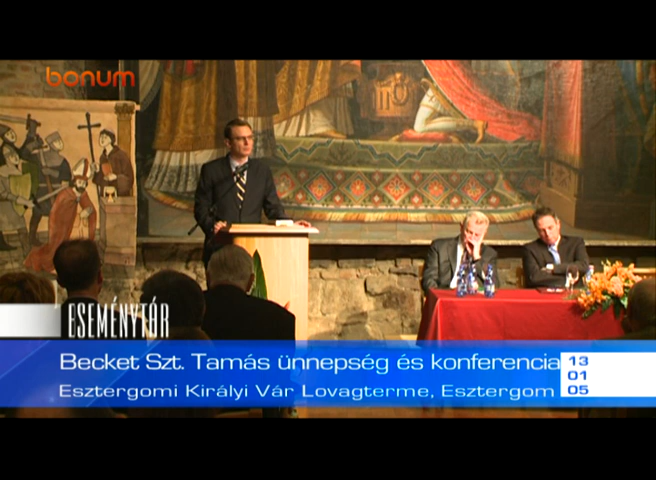 bonum
ESEMÉNYTÁR
Becket Szt. Tamás ünnepség és konferencia
Esztergomi Királyi Vár Lovagterme, Esztergom
13
01
05